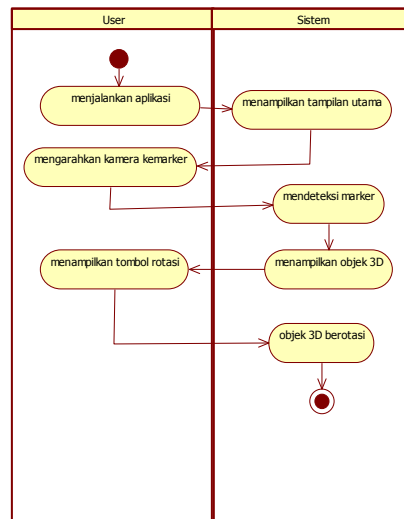 User
Sistem
menjalankan aplikasi
menampilkan tampilan utama
mengarahkan kamera kemarker
mendeteksi marker
menampilkan tombol rotasi
menampilkan objek 3D
objek 3D berotasi